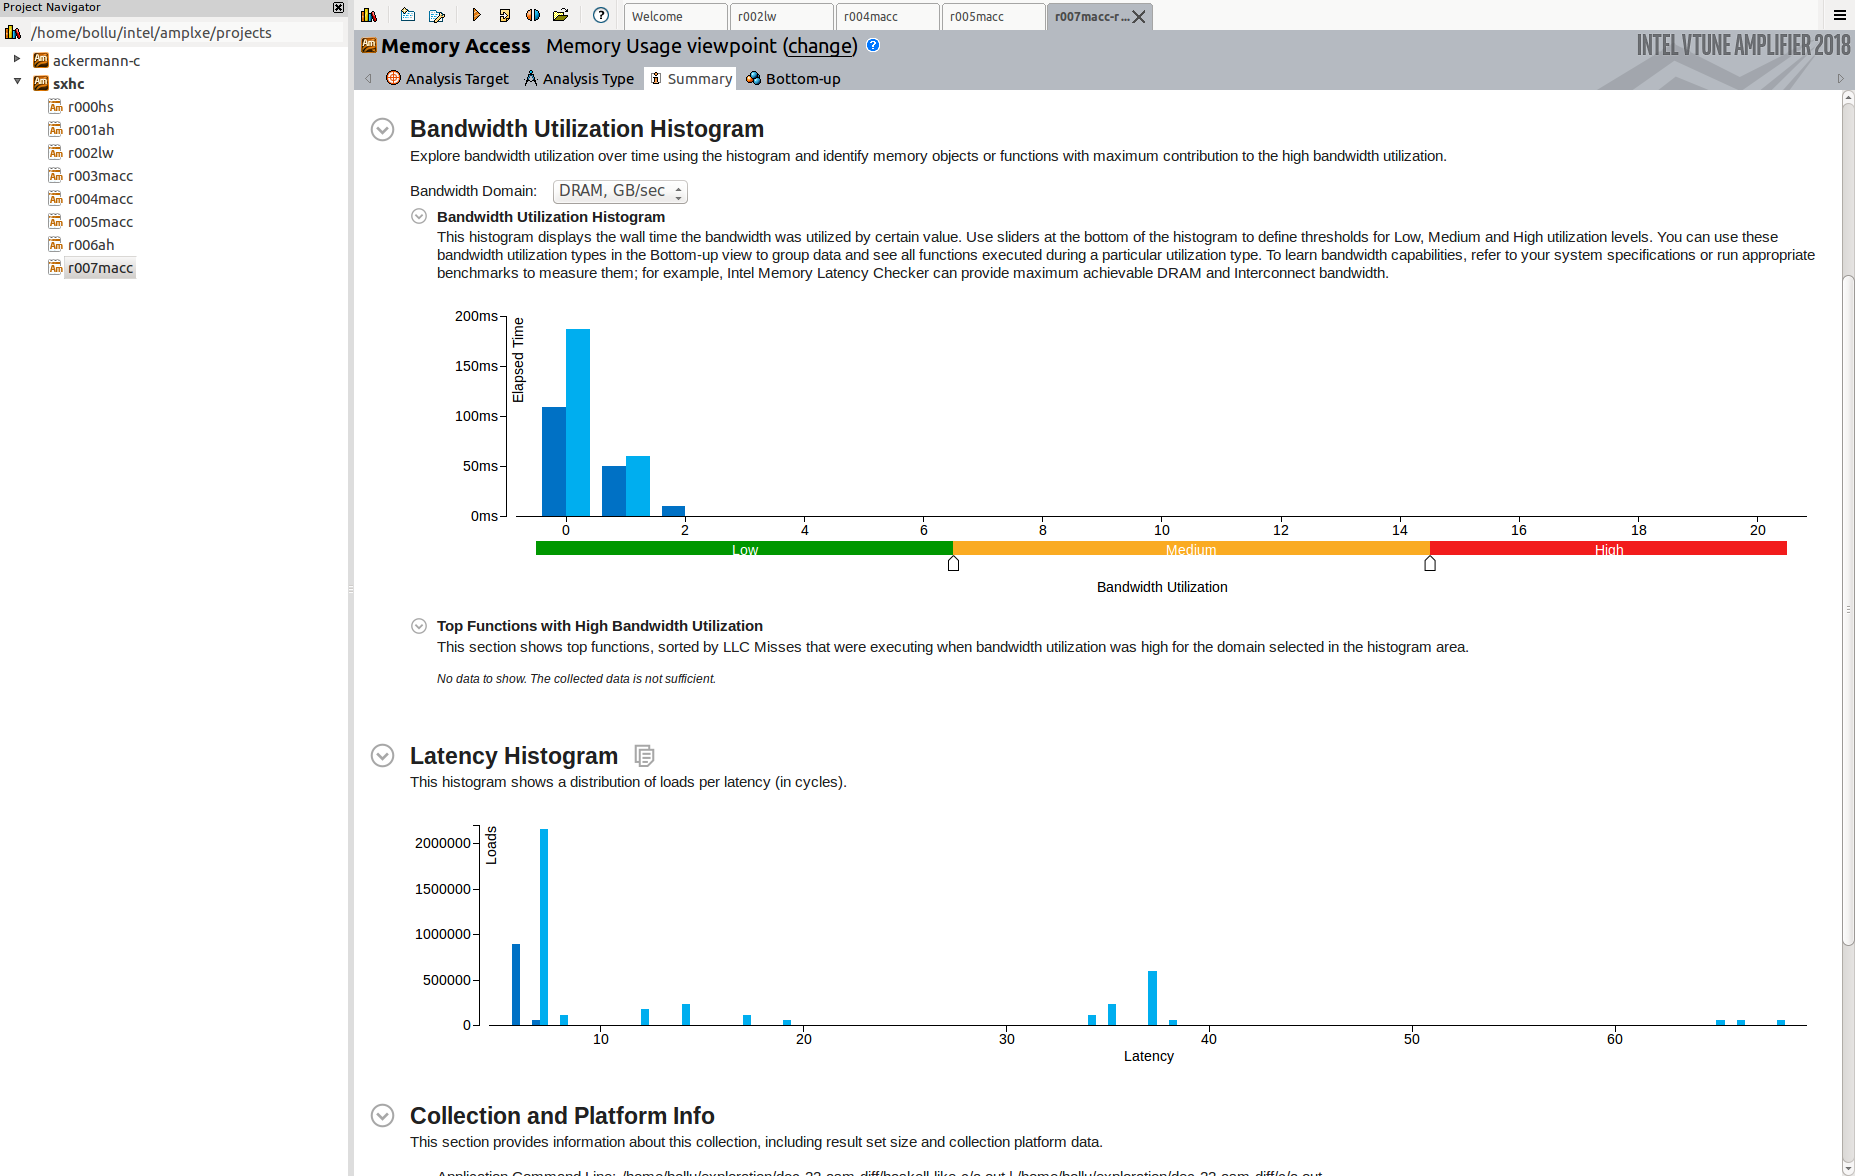 Project Navigator
/home/bollu/intel/amplxe/projects
ackermann-c
sxhc
r000hs
r001ah
r002lw
r003macc
r004macc
r005macc
r006ah
r007macc
Welcome
r002lw
r004macc
r005macc
r007macc-r...
Memory Access Memory Usage viewpoint (change)
INTEL VTUNE AMPLIFIER 2018
Analysis Target
Analysis Type
Summary
Bottom-up
Bandwidth Utilization Histogram
Explore bandwidth utilization over time using the histogram and identify memory objects or functions with maximum contribution to the high bandwidth utilization.
Bandwidth Domain: DRAM, GB/sec
Bandwidth Utilization Histogram
This histogram displays the wall time the bandwidth was utilized by certain value. Use sliders at the bottom of the histogram to define thresholds for Low, Medium and High utilization levels. You can use these
bandwidth utilization types in the Bottom-up view to group data and see all functions executed during a particular utilization type. To learn bandwidth capabilities, refer to your system specifications or run appropriate
benchmarks to measure them; for example, Intel Memory Latency Checker can provide maximum achievable DRAM and Interconnect bandwidth.
Elapsed Time
200ms
150ms
100ms
50ms
0ms
0 2 4 6 8 10 12 14 16 18 20
Low Medium High
Bandwidth Utilization
Top Functions with High Bandwidth Utilization
This section shows top functions, sorted by LLC Misses that were executing when bandwidth utilization was high for the domain selected in the histogram area.
No data to show. The collected data is not sufficient.
Latency Histogram
This histogram shows a distribution of loads per latency (in cycles).
Loads
2000000
1500000
1000000
500000
0
10 20 30 40 50 60
Latency
Collection and Platform Info
This section provides information about this collection, including result set size and collection platform data.